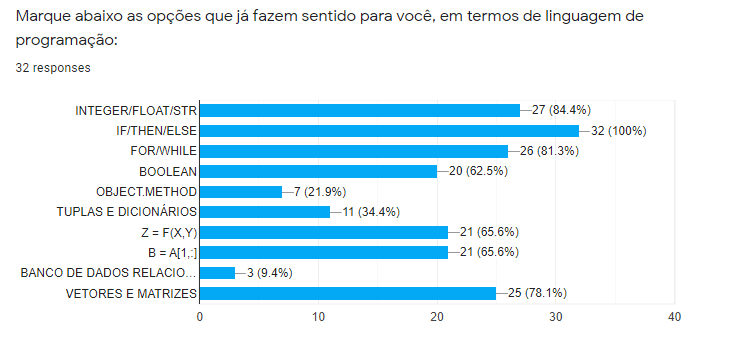 Marque abaixo as opções que já fazem sentido para você, em termos de linguagem de
programação:
32 responses
INTEGER/FLOAT/STR 27 (84.4%)
IF/THEN/ELSE 32 (100%)
FOR/WHILE 26 (81.3%)
BOOLEAN 20 (62.5%)
OBJECT.METHOD 7 (21.9%)
TUPLAS E DICIONÁRIOS 11 (34.4%)
Z = F(X,Y) 21 (65.6%)
B = A[1,:] 21 (65.6%)
BANCO DE DADOS RELACIO... 3 (9.4%)
VETORES E MATRIZES 25 (78.1%)
0 10 20 30 40